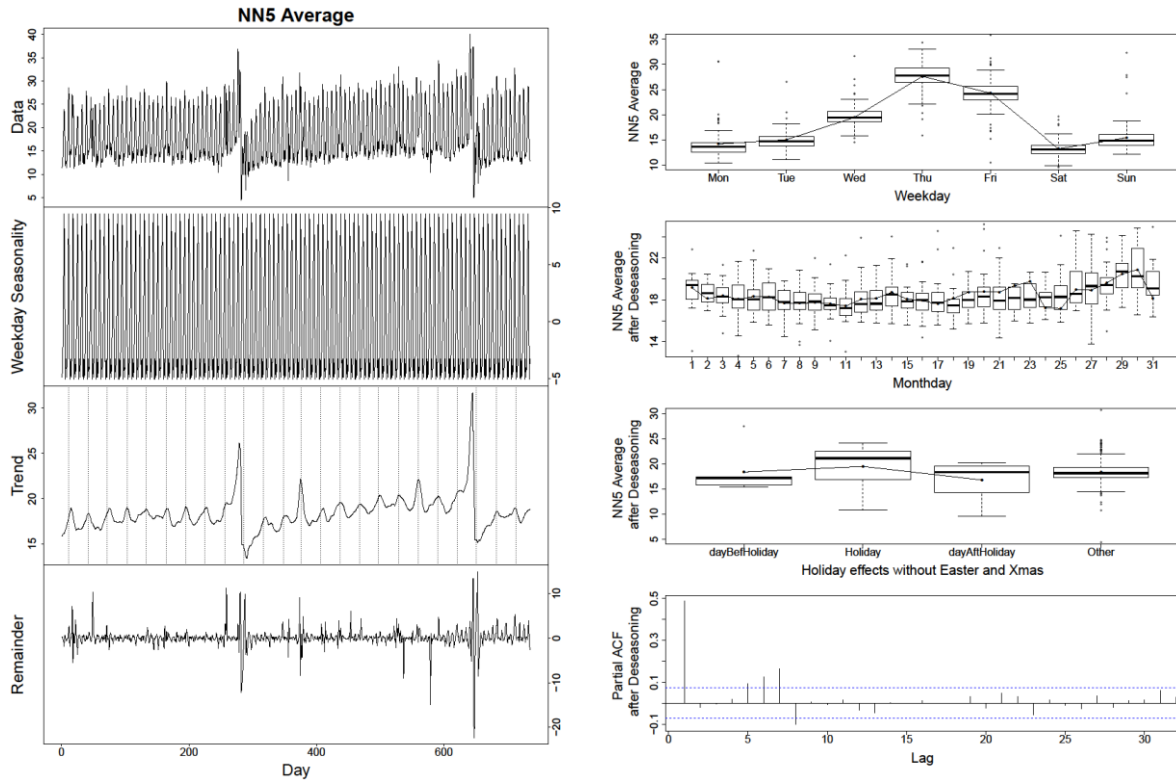 NN5 Average
Data
40
35
30
25
20
15
10
5
Weekday Seasonality
10
5
0
−5
Trend
30
25
20
15
Remainder
10
0
−10
−20
0 200 400 600
Day
NN5 Average
35
30
25
20
15
10
Mon Tue Wed Thu Fri Sat Sun
Weekday
NN5 Average
after Deseasoning
22
18
14
1 2 3 4 5 6 7 8 9 11 13 15 17 19 21 23 25 27 29 31
Monthday
NN5 Average
after Deseasoning
30
25
20
15
10
5
dayBefHoliday Holiday dayAftHoliday Other
Holiday effects without Easter and Xmas
Partial ACF
after Deseasoning
0.5
0.3
0.1
−0.1
0 5 10 15 20 25 30
Lag